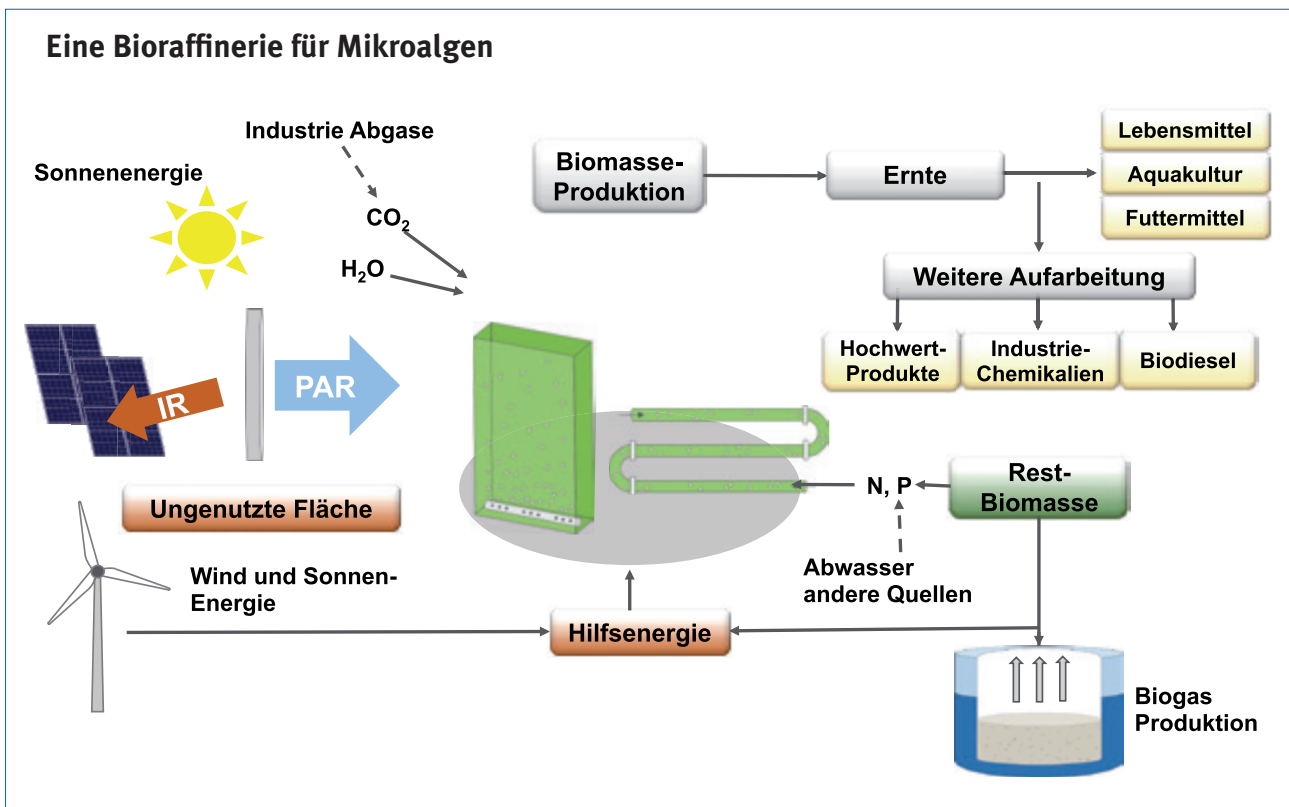 Eine Bioraffinerie für Mikroalgen
Industrie Abgase
Sonnenenergie
CO₂
H₂O
IR
PAR
Ungenutzte Fläche
Wind und Sonnen-
Energie
Biomasse-
Produktion
Ernte
Lebensmittel
Aquakultur
Futtermittel
Weitere Aufarbeitung
Hochwert-
Produkte
Industrie-
Chemikalien
Biodiesel
N, P
Rest-
Biomasse
Abwasser
andere Quellen
Hilfsenergie
Biogas
Produktion